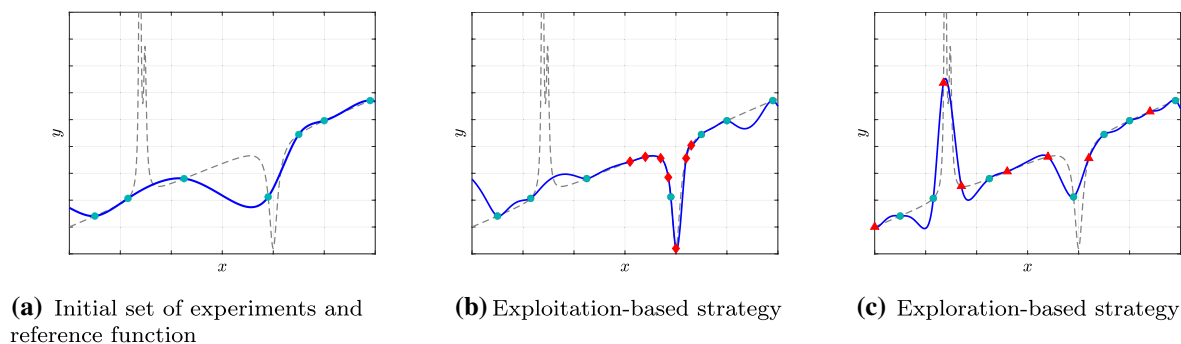 y
x
(a) Initial set of experiments and
reference function
y
x
(b) Exploitation-based strategy
y
x
(c) Exploration-based strategy